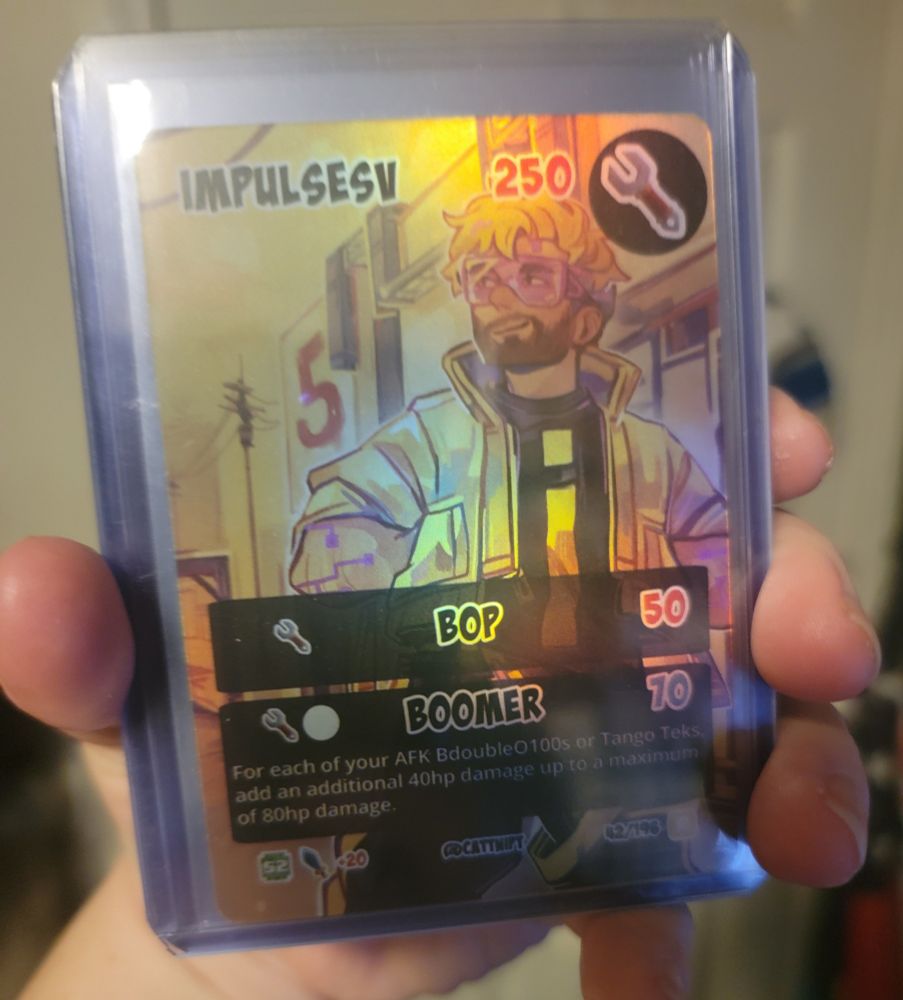 IMPULSESV 250
5
BOP 50
BOOMER 70
For each of your AFK BdoubleO100s or Tango Teks,
add an additional 40hp damage up to a maximum
of 80hp damage.
+20 @CATTNIPT